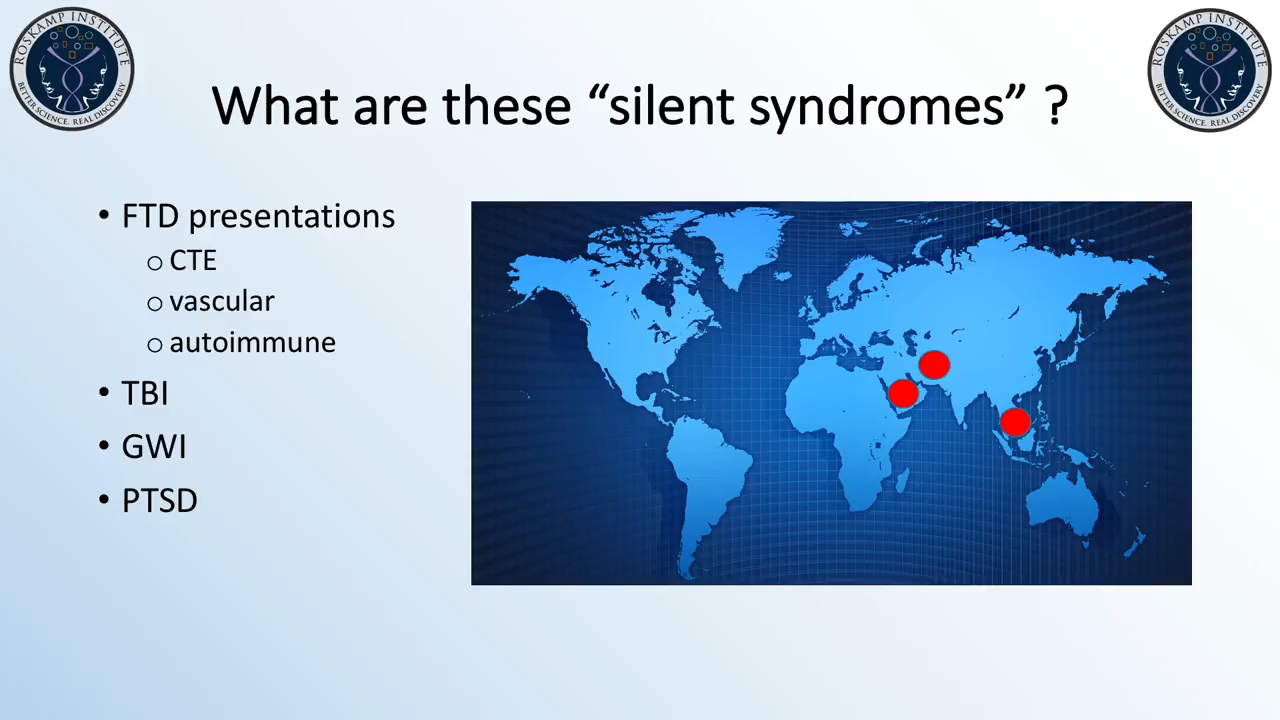 ROSKAMP INSTITUTE
BETTER SCIENCE. REAL DISCOVERY
ROSKAMP INSTITUTE
BETTER SCIENCE. REAL DISCOVERY
What are these “silent syndromes” ?
• FTD presentations
o CTE
o vascular
o autoimmune
• TBI
• GWI
• PTSD